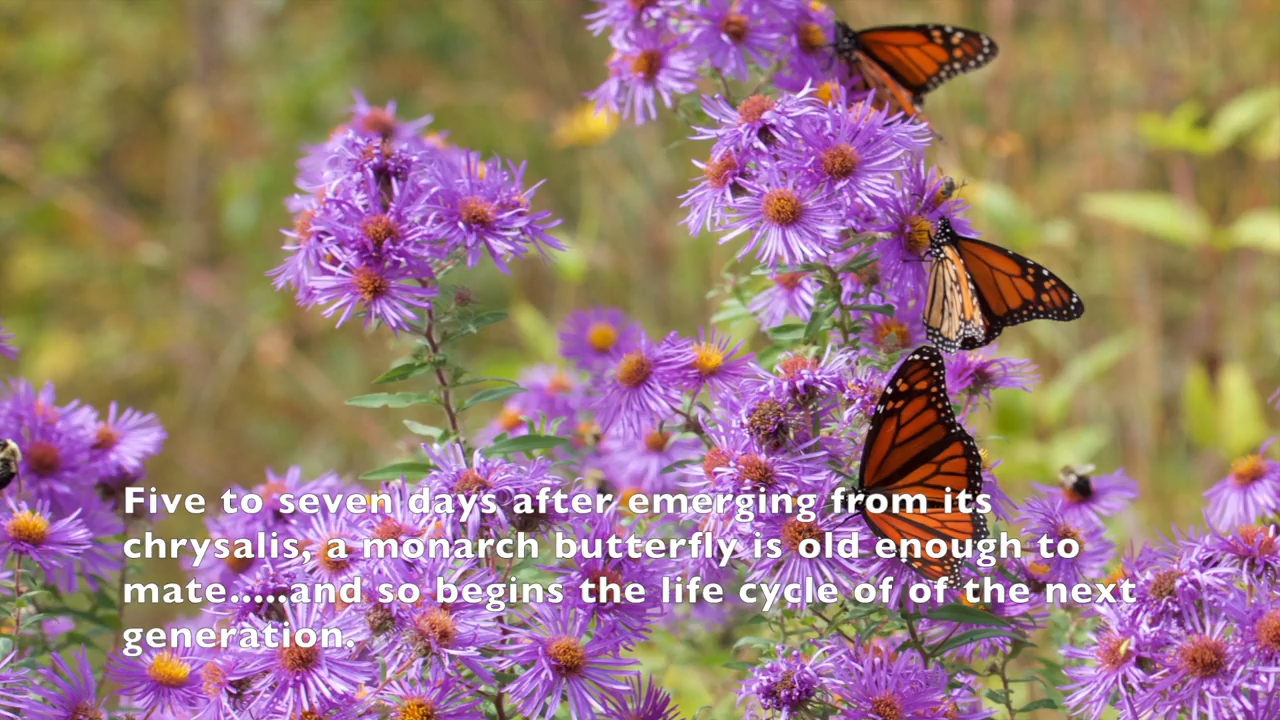 Five to seven days after emerging from its
chrysalis, a monarch butterfly is old enough to
mate.....and so begins the life cycle of of the next
generation.